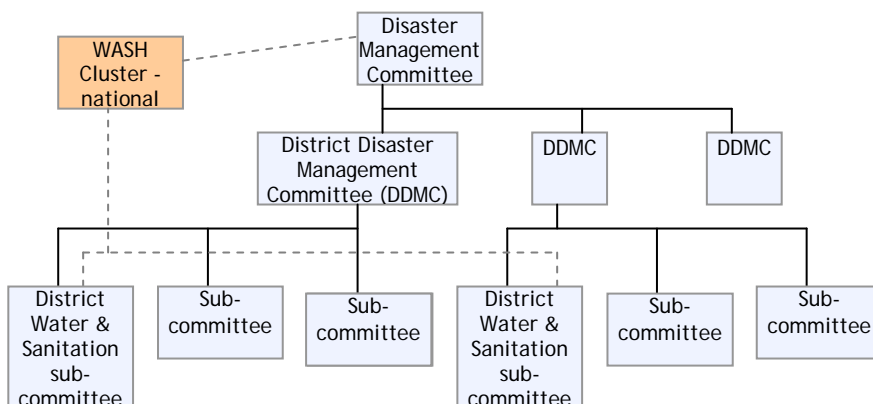 Disaster
Management
Committee
WASH
Cluster -
national
District Disaster
Management
Committee (DDMC)
DDMC
DDMC
District
Water &
Sanitation
sub-
committee
Sub-
committee
Sub-
committee
District
Water &
Sanitation
sub-
committee
Sub-
committee
Sub-
committee